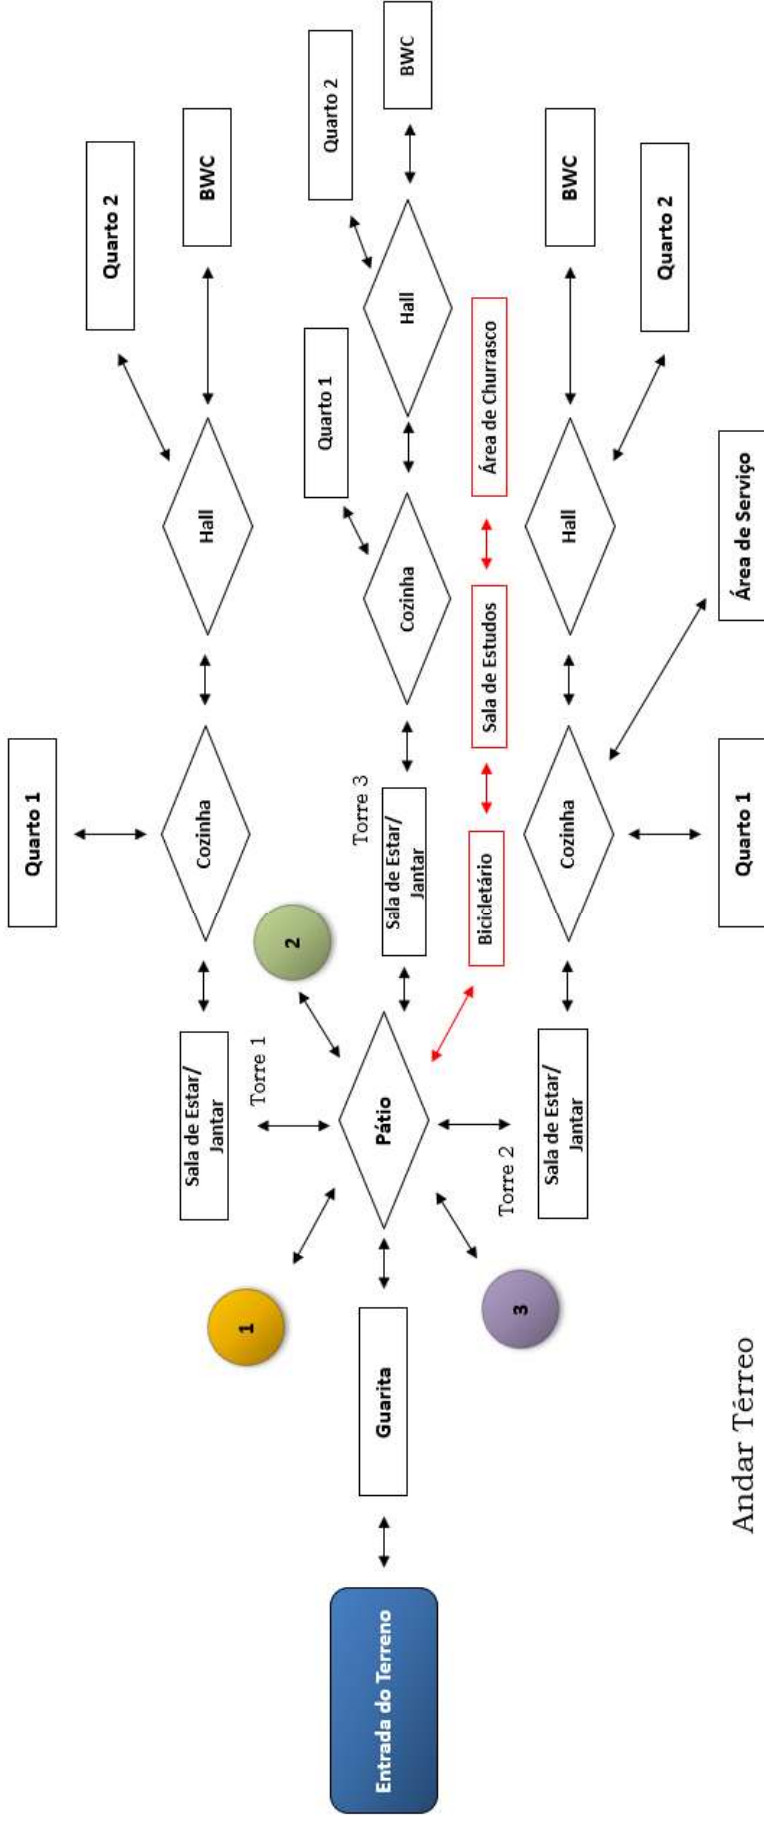 Entrada do Terreno
Guarita
1
3
Pátio
2
Torre 1
Sala de Estar/
Jantar
Cozinha
Quarto 1
Hall
Quarto 2
BWC
Torre 3
Sala de Estar/
Jantar
Cozinha
Quarto 1
Hall
Quarto 2
BWC
Bicicletário
Sala de Estudos
Área de Churrasco
Torre 2
Sala de Estar/
Jantar
Cozinha
Quarto 1
Área de Serviço
Hall
BWC
Quarto 2
Andar Térreo